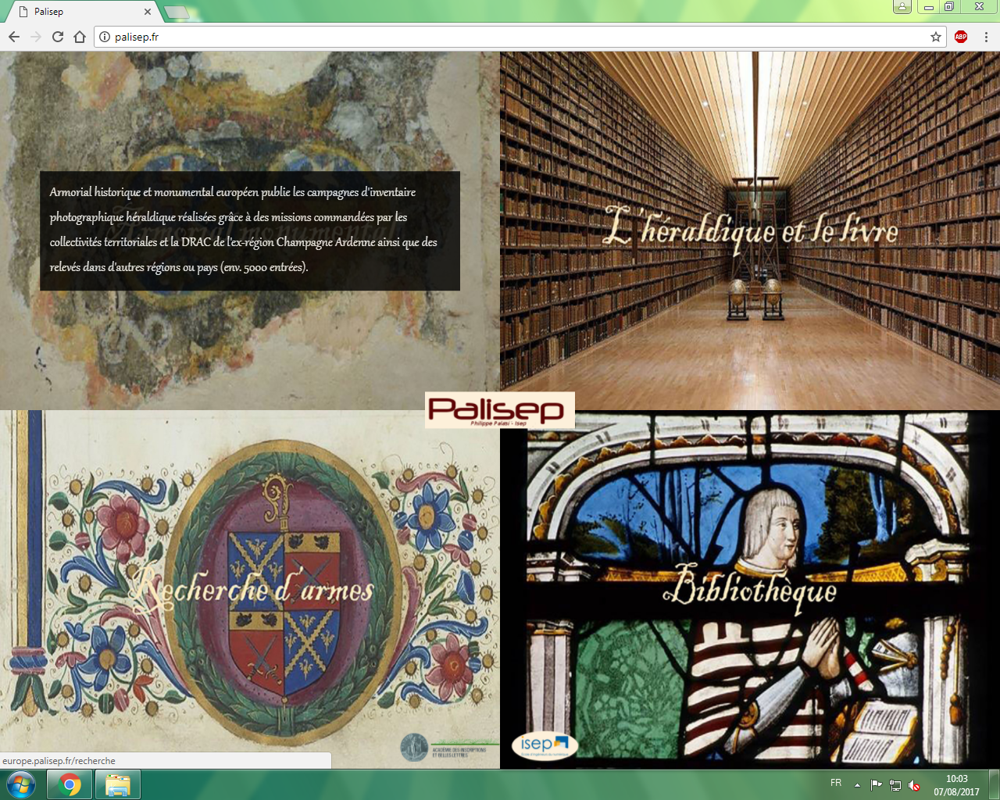 Palisep
palisep.fr
ABP
Armorial historique et monumental européen publie les campagnes d'inventaire
photographique héraldique réalisées grâce à des missions commandées par les
collectivités territoriales et la DRAC de l'ex-région Champagne Ardenne ainsi que des
relevés dans d'autres régions ou pays (env. 5000 entrées).
L'héraldique et le livre
Palisep
Philippe Palasi - Isep
Recherche d'armes
Bibliothèque
ACADÉMIE DES INSCRIPTIONS
ET BELLES-LETTRES
isep
europe.palisep.fr/recherche
FR
10:03
07/08/2017